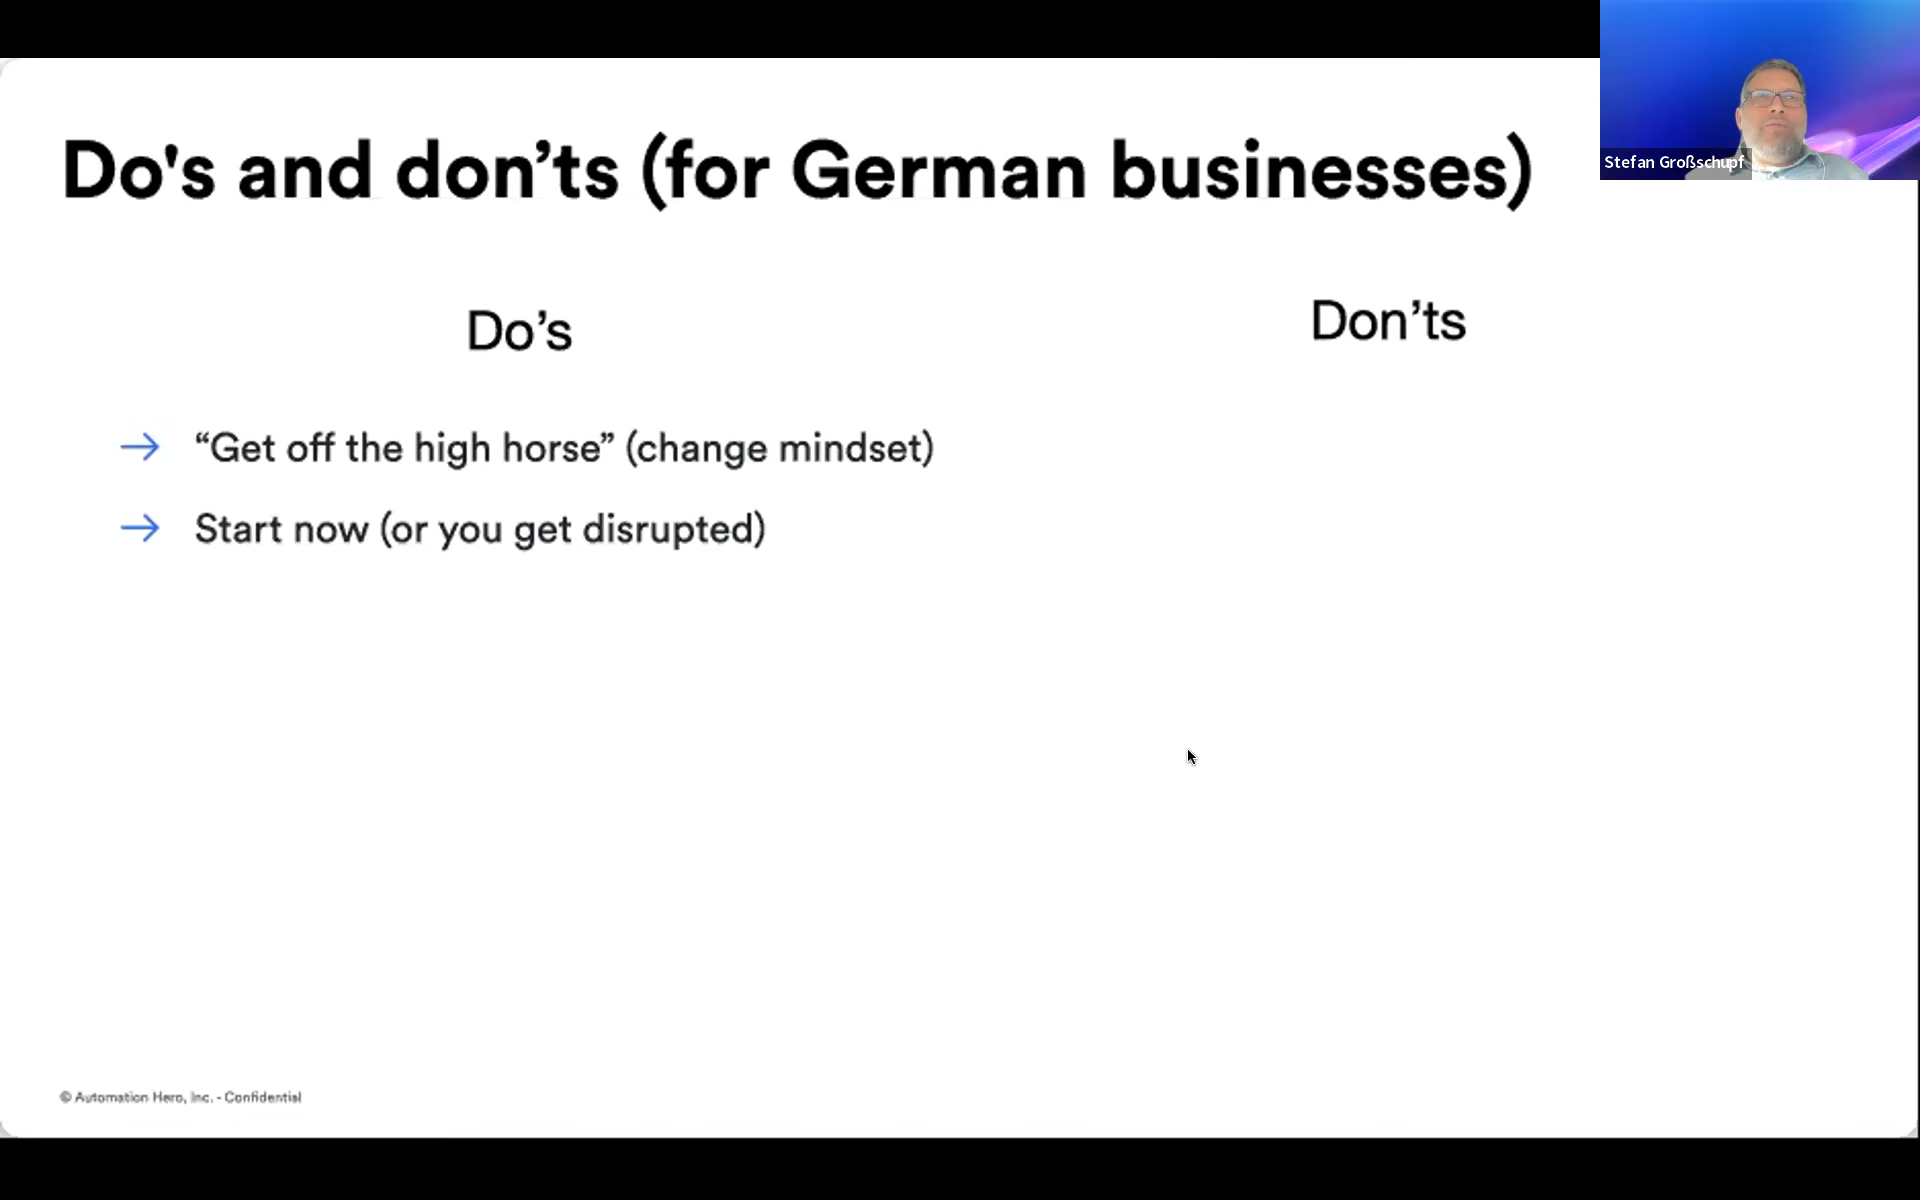 Do's and don’ts (for German businesses)
Stefan Großschupf
Do’s
Don’ts
→ “Get off the high horse” (change mindset)
→ Start now (or you get disrupted)
© Automation Hero, Inc. - Confidential